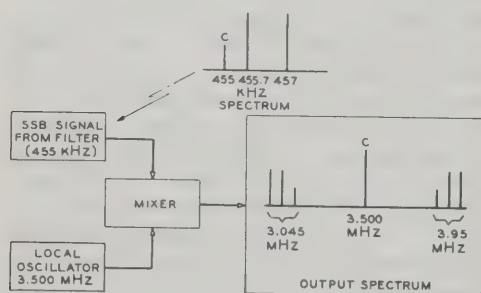 C
455 455.7 457
KHZ
SPECTRUM
SSB SIGNAL
FROM FILTER
(455 KHZ)
MIXER
LOCAL
OSCILLATOR
3.500 MHZ
C
3.045
MHZ
3.500
MHZ
3.95
MHZ
OUTPUT SPECTRUM